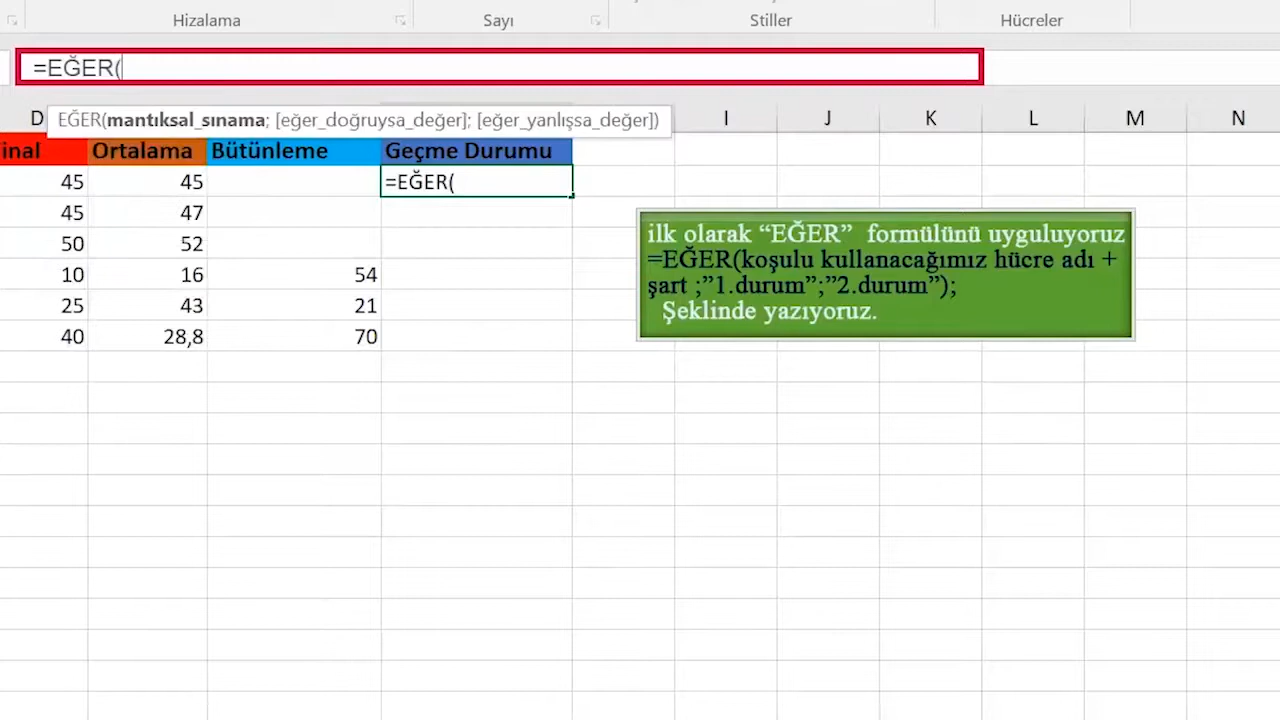 Hizalama Sayı Stiller Hücreler
=EĞER(
D I J K L M N
EĞER(mantıksal_sınama; [eğer_doğruysa_değer]; [eğer_yanlışsa_değer])
inal Ortalama Bütünleme Geçme Durumu
45 45 =EĞER(
45 47
50 52
10 16 54
25 43 21
40 28,8 70
ilk olarak “EĞER” formülünü uyguluyoruz
=EĞER(koşulu kullanacağımız hücre adı +
şart ;”1.durum”;”2.durum”);
Şeklinde yazıyoruz.